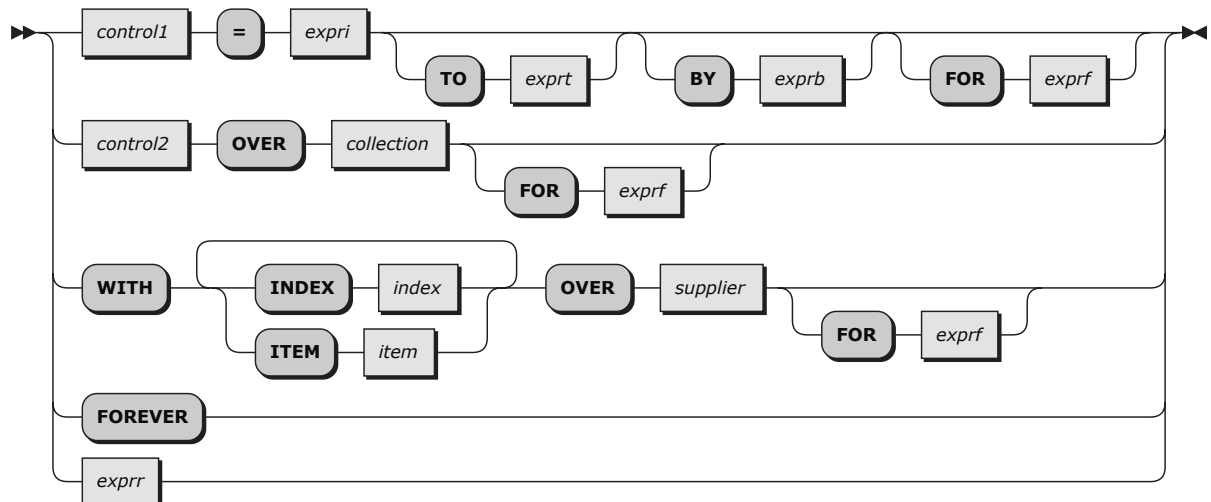 control1 = expri
TO exprt BY exprb FOR exprf
control2 OVER collection
FOR exprf
WITH INDEX index OVER supplier
ITEM item FOR exprf
FOREVER
exprr